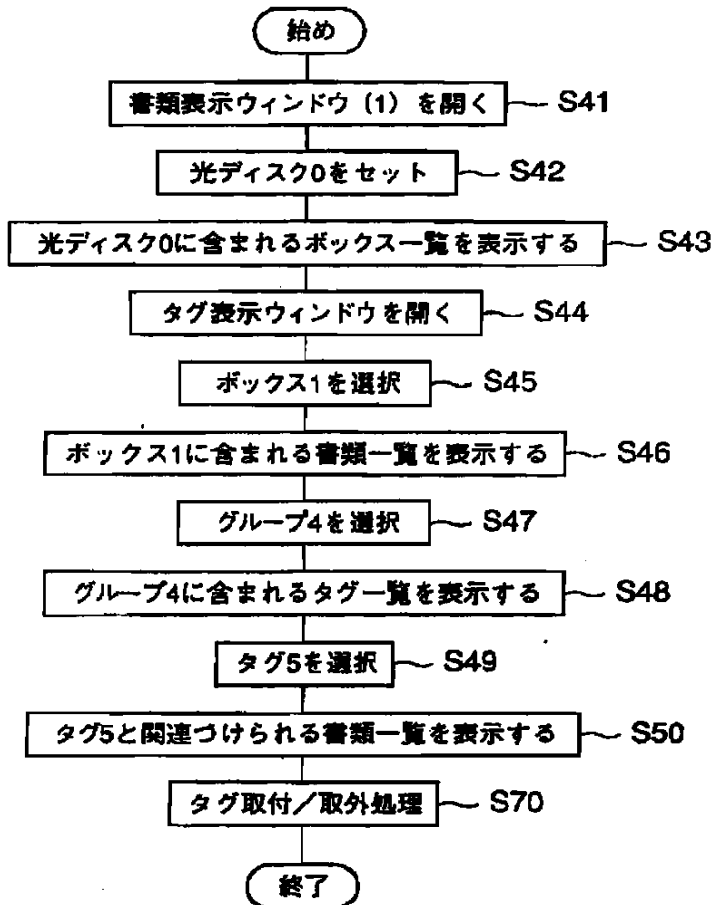 始め
書類表示ウィンドウ（1）を開く S41
光ディスク0をセット S42
光ディスク0に含まれるボックス一覧を表示する S43
タグ表示ウィンドウを開く S44
ボックス1を選択 S45
ボックス1に含まれる書類一覧を表示する S46
グループ4を選択 S47
グループ4に含まれるタグ一覧を表示する S48
タグ5を選択 S49
タグ5と関連づけられる書類一覧を表示する S50
タグ取付／取外処理 S70
終了